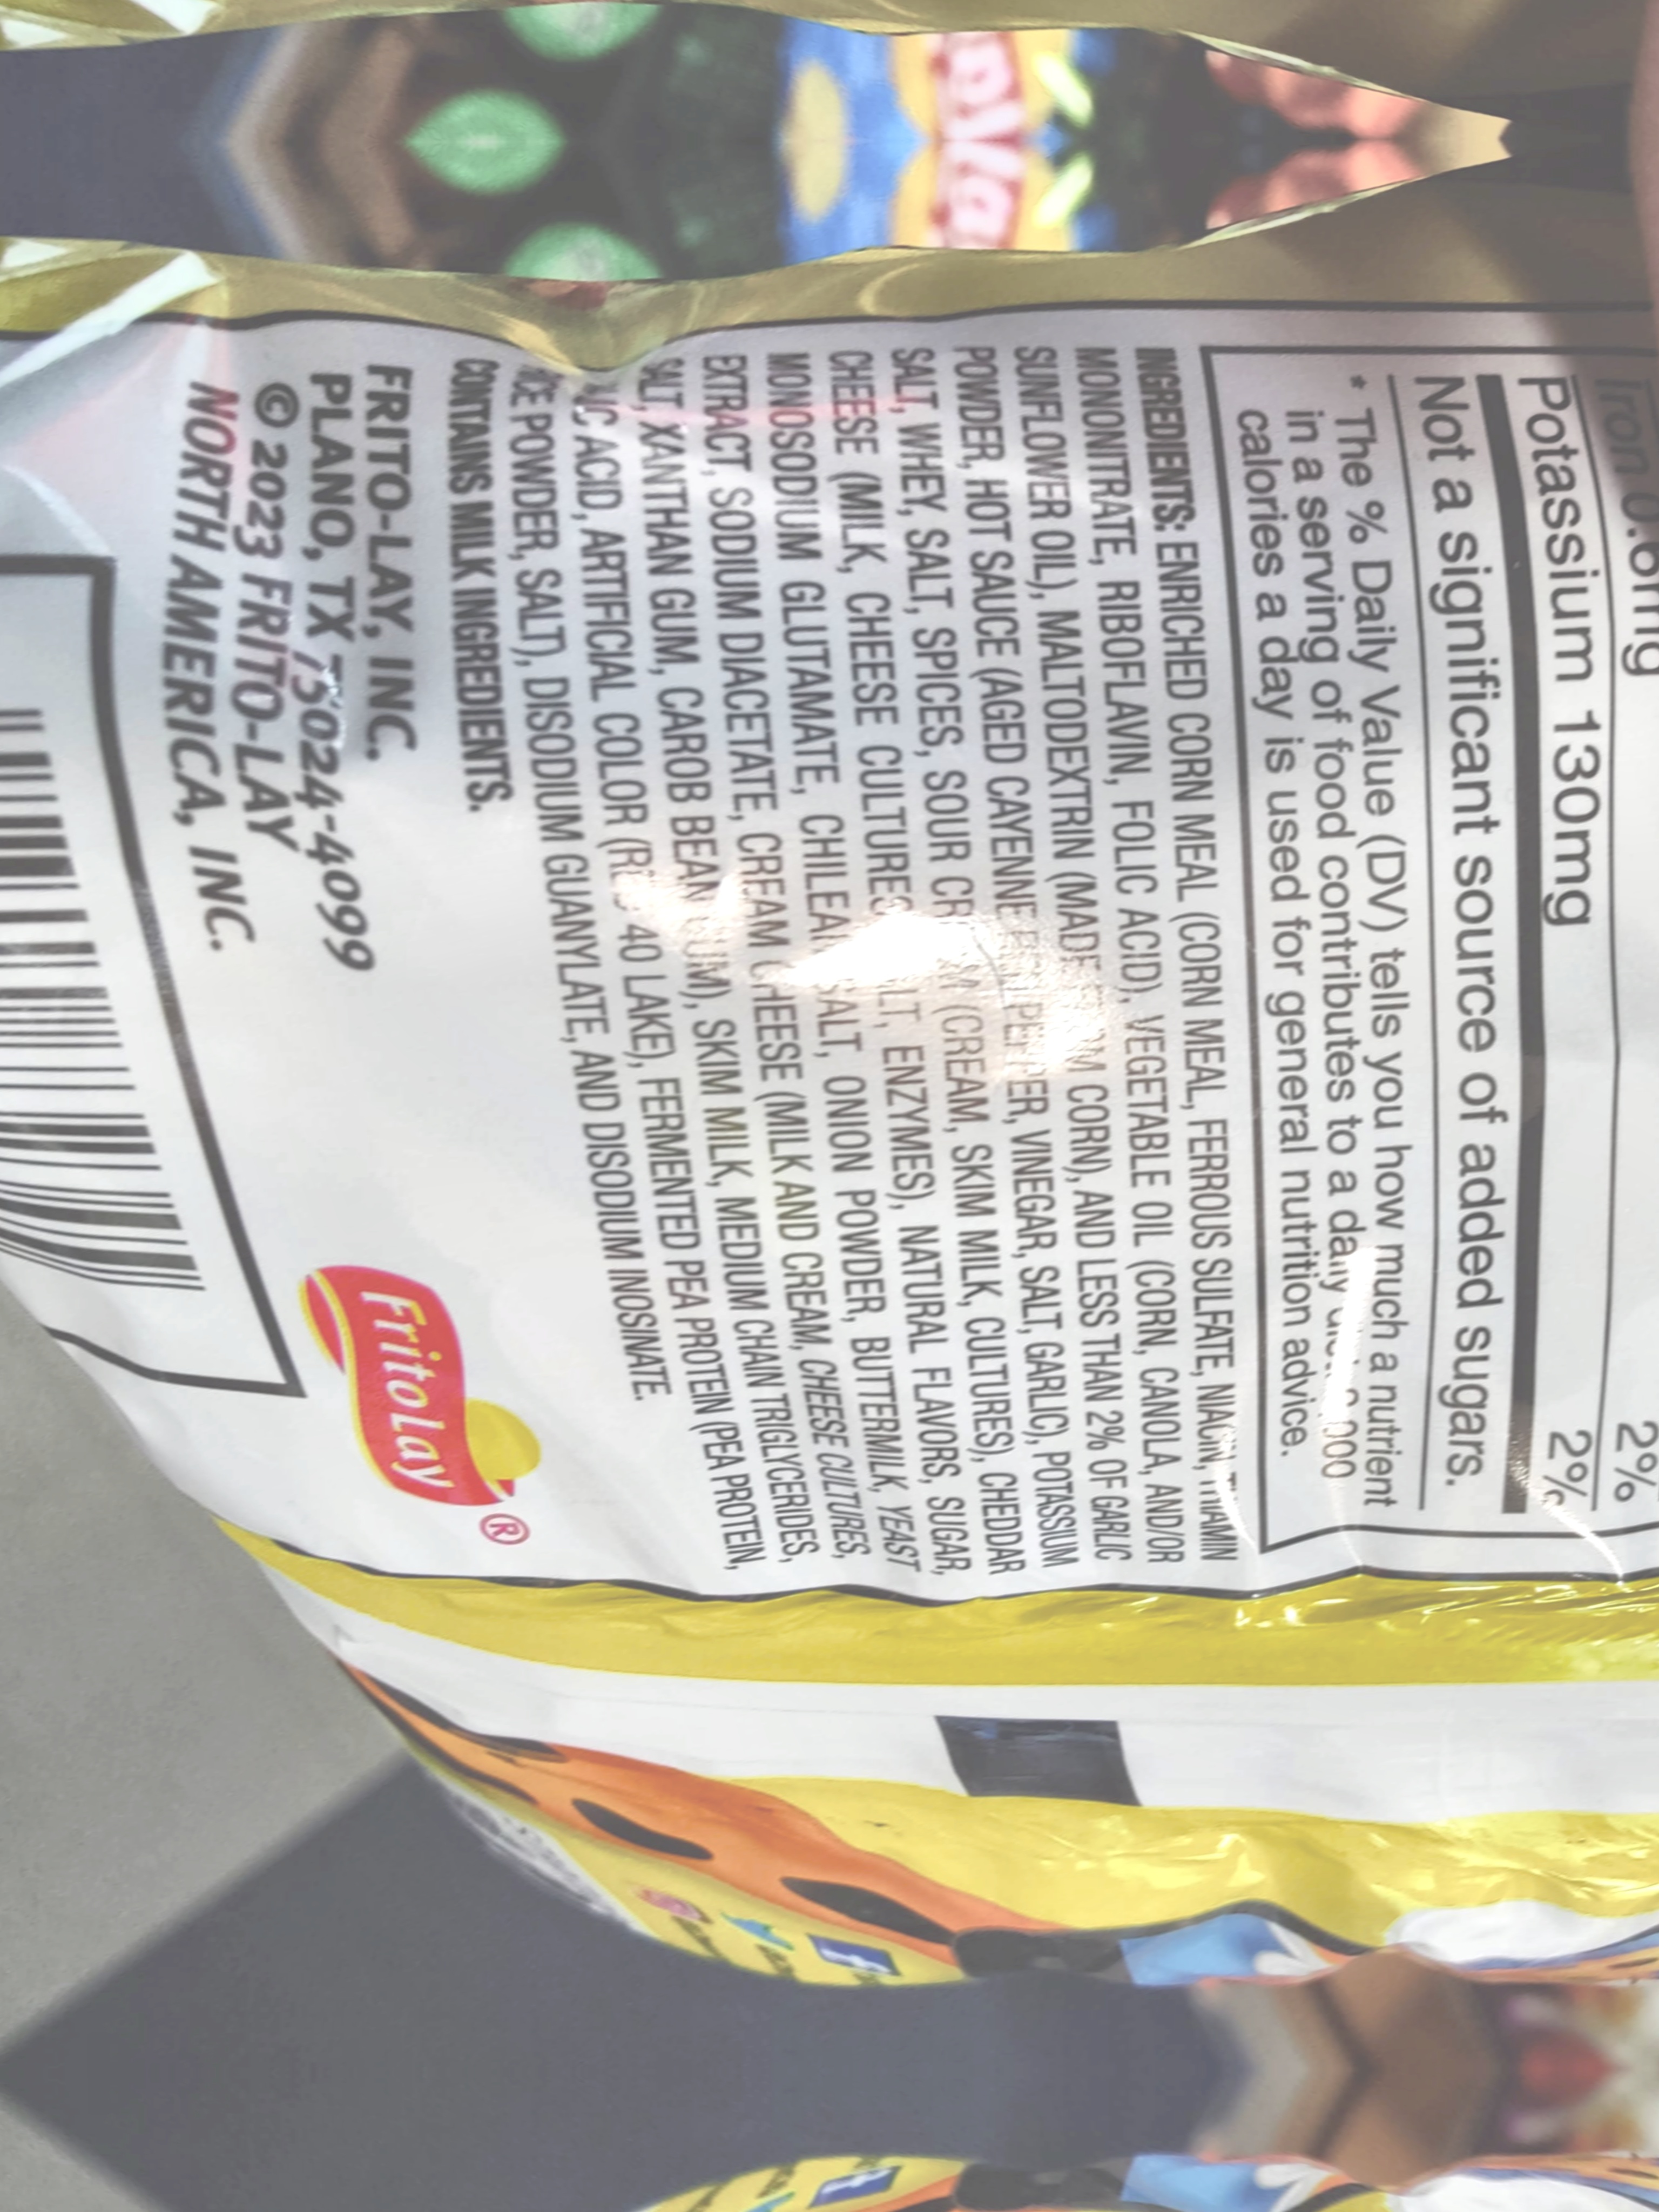 Iron 0.6mg 2%
Potassium 130mg 2%
Not a significant source of added sugars.
* The % Daily Value (DV) tells you how much a nutrient
in a serving of food contributes to a daily
calories a day is used for general nutrition advice.
INGREDIENTS: ENRICHED CORN MEAL (CORN MEAL, FERROUS SULFATE, NIACIN, THIAMIN
MONONITRATE, RIBOFLAVIN, FOLIC ACID), VEGETABLE OIL (CORN, CANOLA, AND/OR
SUNFLOWER OIL), MALTODEXTRIN (MADE FROM CORN), AND LESS THAN 2% OF GARLIC
POWDER, HOT SAUCE (AGED CAYENNE PEPPER, VINEGAR, SALT, GARLIC), POTASSIUM
SALT, WHEY, SALT, SPICES, SOUR CREAM (CREAM, SKIM MILK, CULTURES), CHEDDAR
CHEESE (MILK, CHEESE CULTURES, SALT, ENZYMES), NATURAL FLAVORS, SUGAR,
MONOSODIUM GLUTAMATE, CHILEAN SALT, ONION POWDER, BUTTERMILK, YEAST
EXTRACT, SODIUM DIACETATE, CREAM CHEESE (MILK AND CREAM, CHEESE CULTURES,
SALT, XANTHAN GUM, CAROB BEAN GUM), SKIM MILK, MEDIUM CHAIN TRIGLYCERIDES,
ACID, ARTIFICIAL COLOR (RED 40 LAKE), FERMENTED PEA PROTEIN (PEA PROTEIN,
POWDER, SALT), DISODIUM GUANYLATE, AND DISODIUM INOSINATE.
CONTAINS MILK INGREDIENTS.
FRITO-LAY, INC.
PLANO, TX 75024-4099
© 2023 FRITO-LAY
NORTH AMERICA, INC.
FritoLay ®